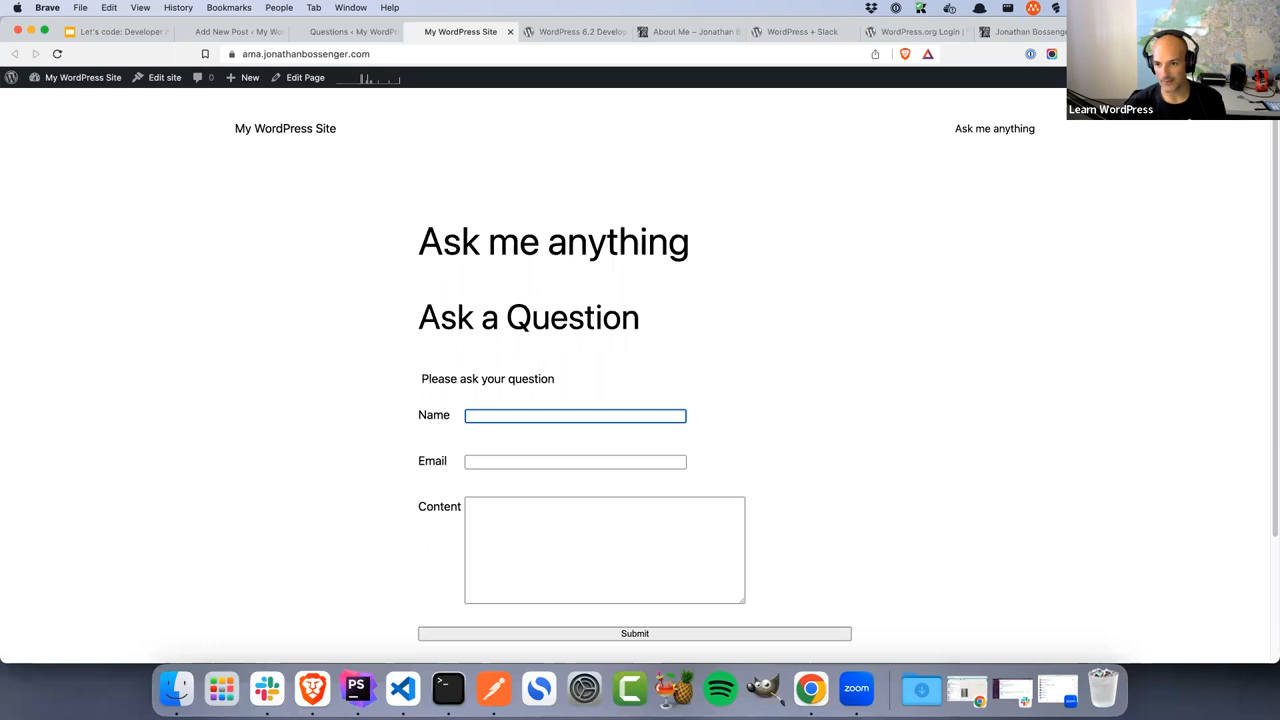 Brave File Edit View History Bookmarks People Tab Window Help
Let's code: Developer A
Add New Post ‹ My Wo
Questions ‹ My WordPr
My WordPress Site
WordPress 6.2 Develop
About Me – Jonathan B
WordPress + Slack
WordPress.org Login |
Jonathan Bossenger
ama.jonathanbossenger.com
My WordPress Site Edit site 0 New Edit Page
Learn WordPress
My WordPress Site
Ask me anything
Ask me anything
Ask a Question
Please ask your question
Name
Email
Content
Submit
PS
>_
C
zoom